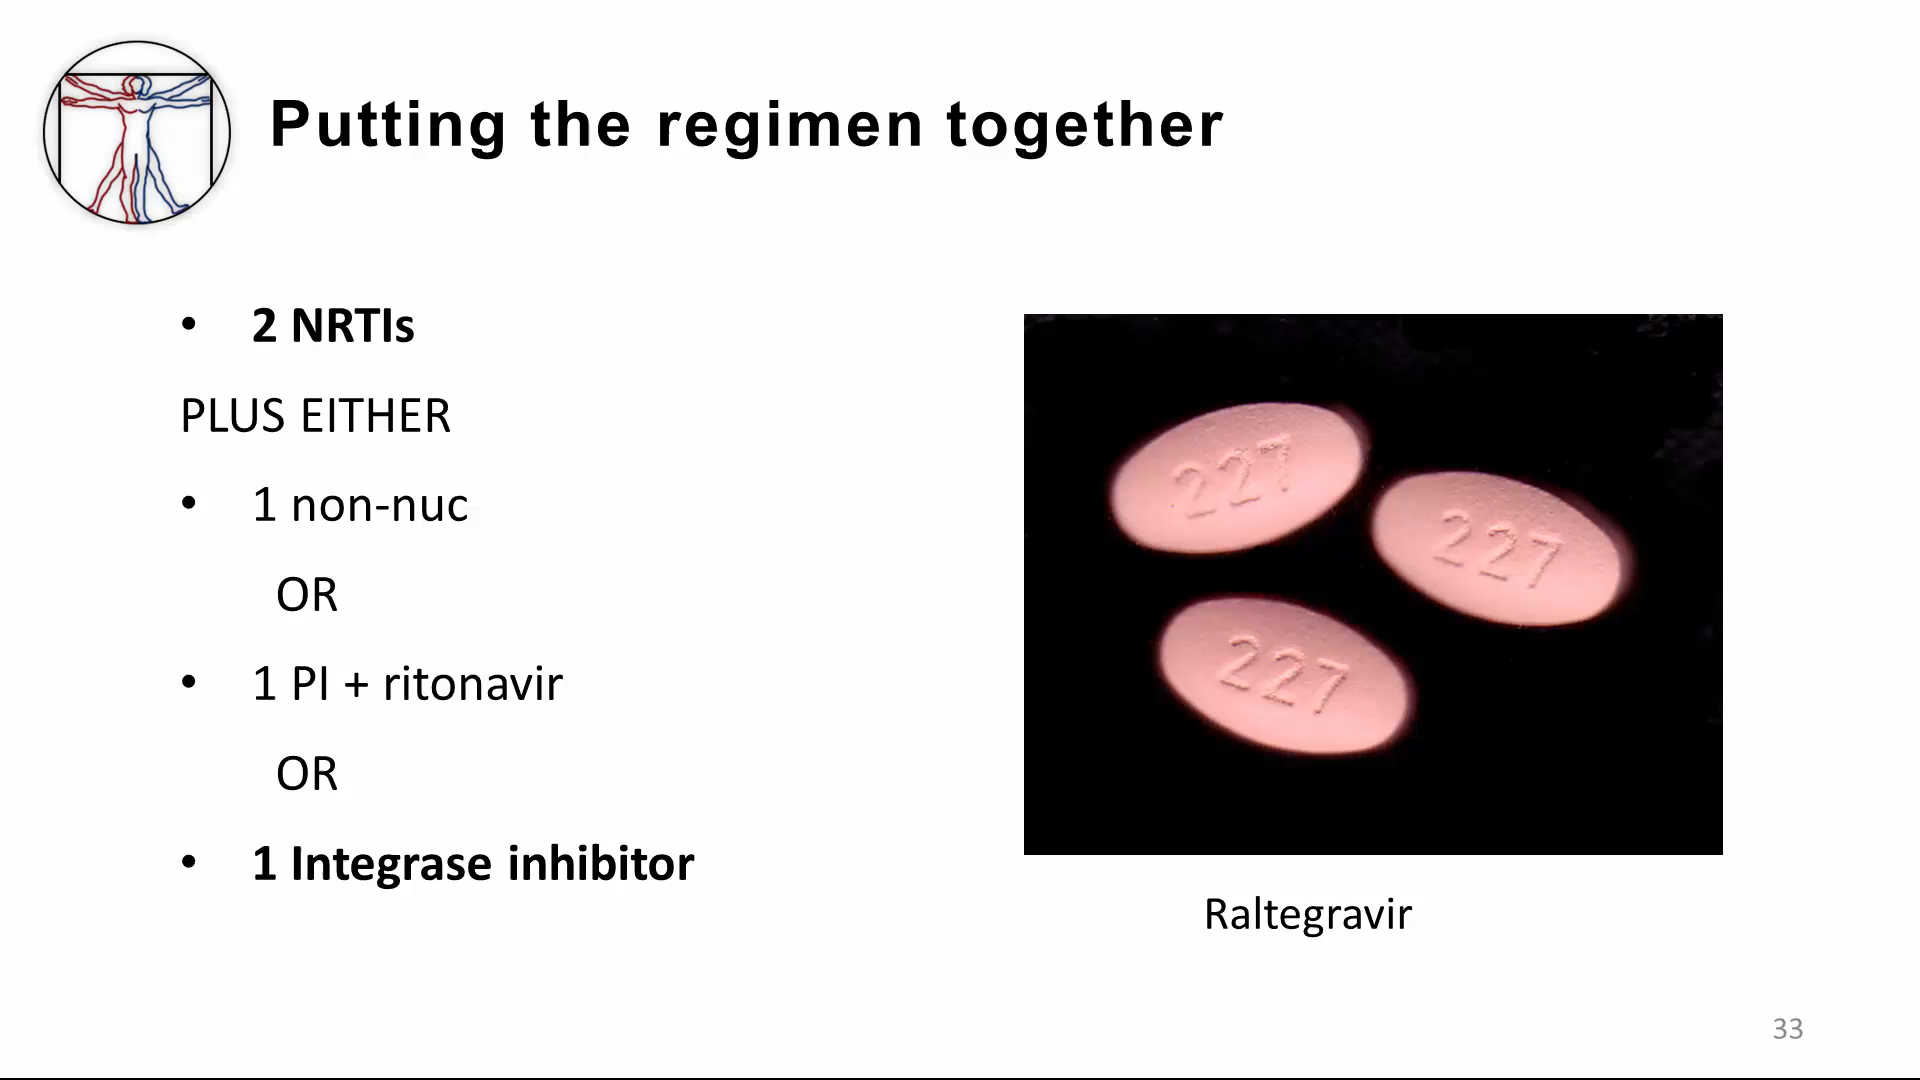 Putting the regimen together
• 2 NRTIs
PLUS EITHER
• 1 non-nuc
OR
• 1 PI + ritonavir
OR
• 1 Integrase inhibitor
227
227
227
Raltegravir
33